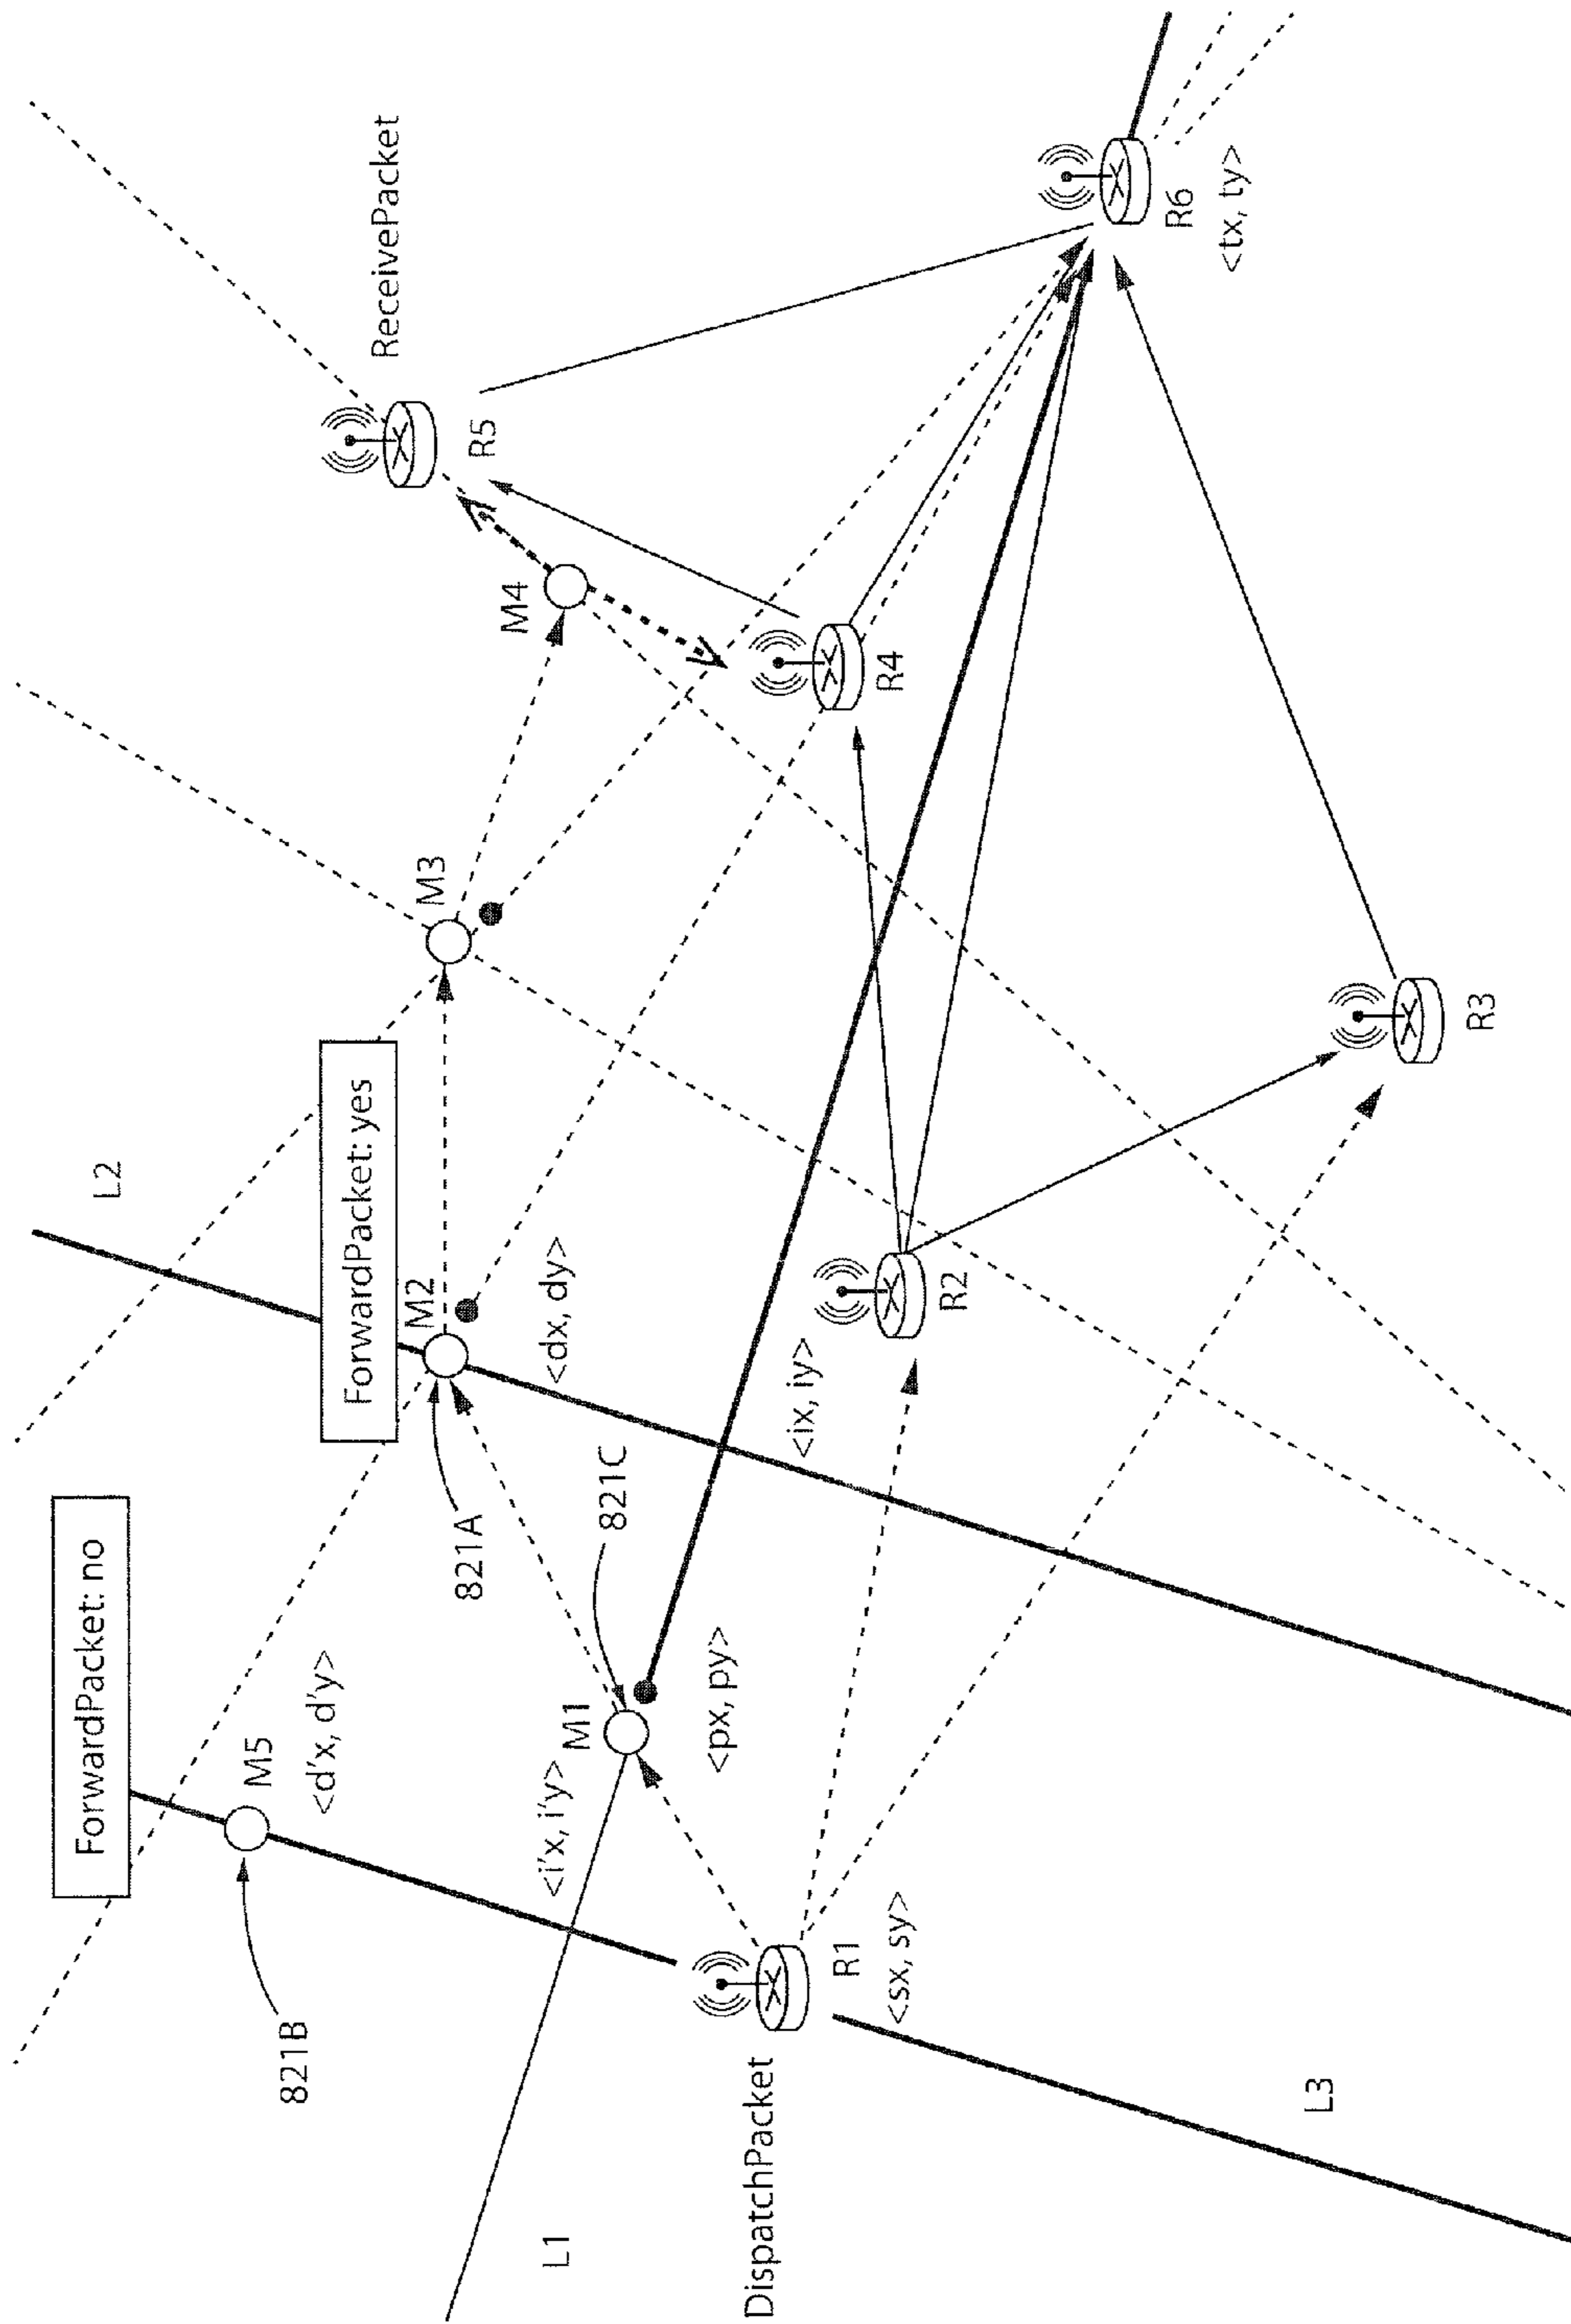 ForwardPacket: no
ForwardPacket: yes
L2
ReceivePacket
821B
M5
<d'x, d'y>
821A
M2
<dx, dy>
M3
M4
R5
L1
<i'x, i'y>
M1
821C
<px, py>
<ix, iy>
R4
DispatchPacket
R1
<sx, sy>
R2
R6
<tx, ty>
L3
R3